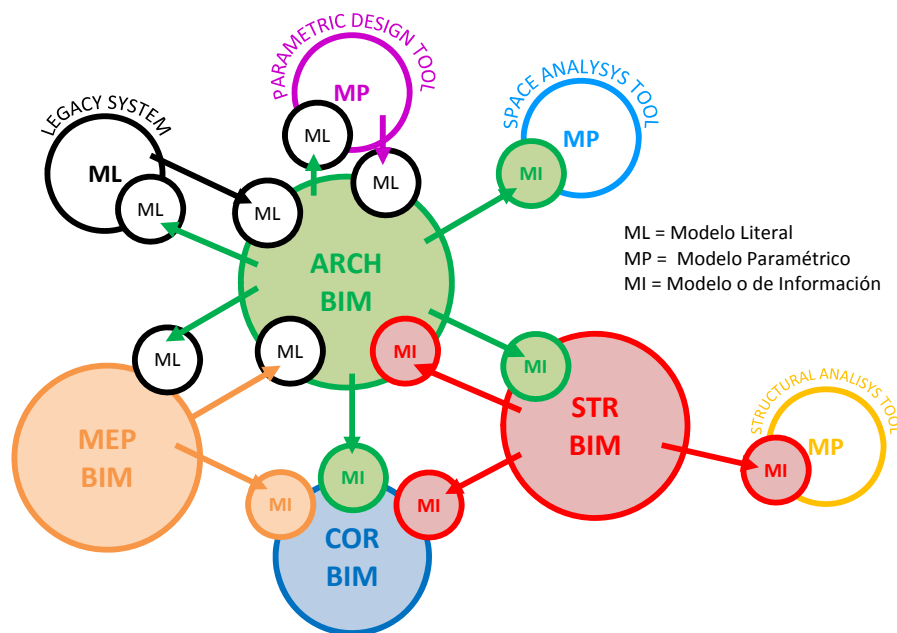 PARAMETRIC DESIGN TOOL
MP
ML
ML
LEGACY SYSTEM
ML
ML
ML
SPACE ANALYSYS TOOL
MP
MI
ML = Modelo Literal
MP =  Modelo Paramétrico
MI = Modelo o de Información
ARCH
BIM
ML
ML
MI
MI
MEP
BIM
STR
BIM
STRUCTURAL ANALISYS TOOL
MP
MI
MI
MI
MI
COR
BIM